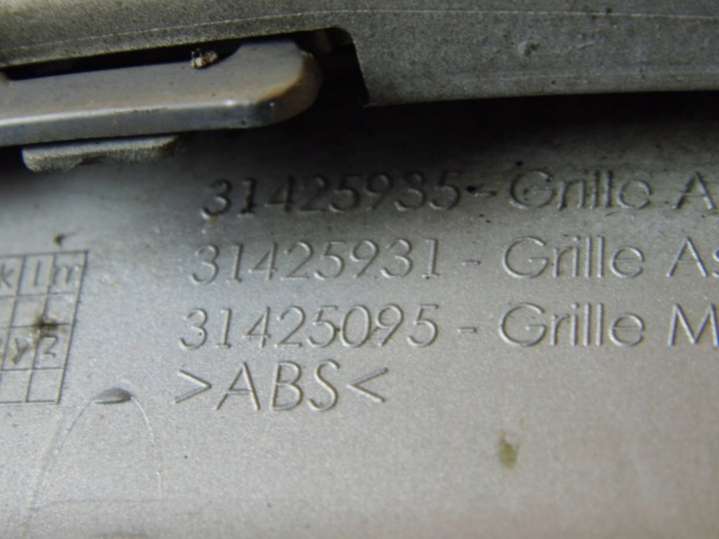 31425935 - Grille A
31425931 - Grille As
31425095 - Grille M
k l m
y z
>ABS<